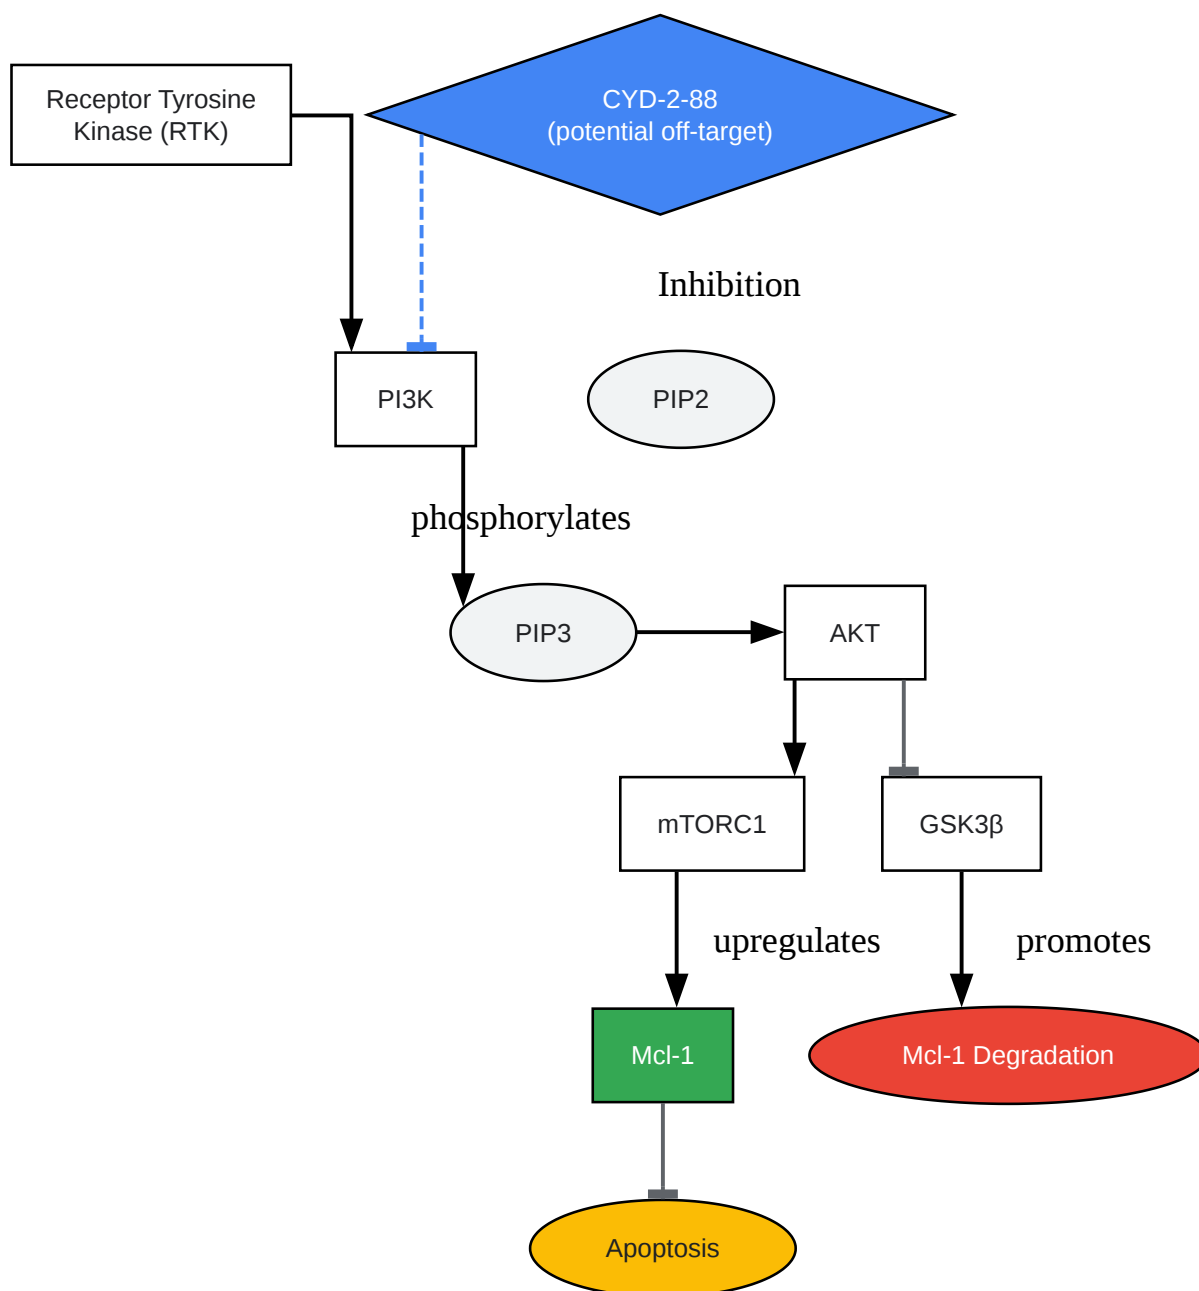 Receptor Tyrosine
Kinase (RTK)
CYD-2-88
(potential off-target)
Inhibition
PI3K
PIP2
phosphorylates
PIP3
AKT
mTORC1
GSK3β
upregulates
promotes
Mcl-1
Mcl-1 Degradation
Apoptosis